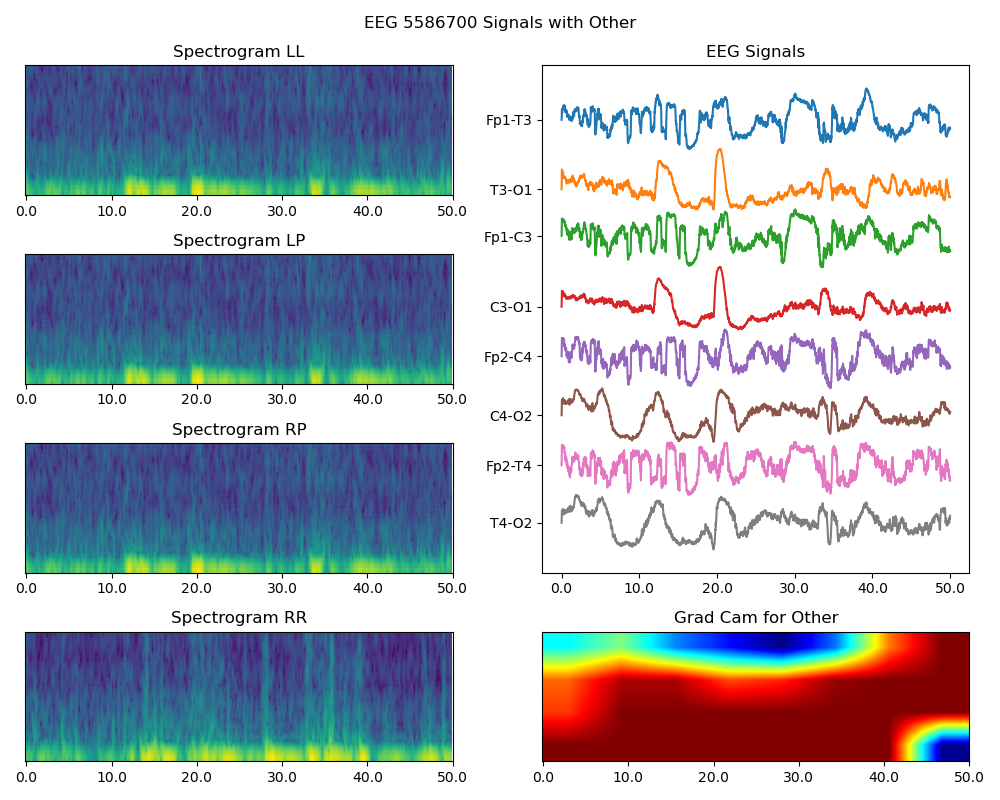 EEG 5586700 Signals with Other
Spectrogram LL
0.0 10.0 20.0 30.0 40.0 50.0
Spectrogram LP
0.0 10.0 20.0 30.0 40.0 50.0
Spectrogram RP
0.0 10.0 20.0 30.0 40.0 50.0
Spectrogram RR
0.0 10.0 20.0 30.0 40.0 50.0
EEG Signals
Fp1-T3
T3-O1
Fp1-C3
C3-O1
Fp2-C4
C4-O2
Fp2-T4
T4-O2
0.0 10.0 20.0 30.0 40.0 50.0
Grad Cam for Other
0.0 10.0 20.0 30.0 40.0 50.0